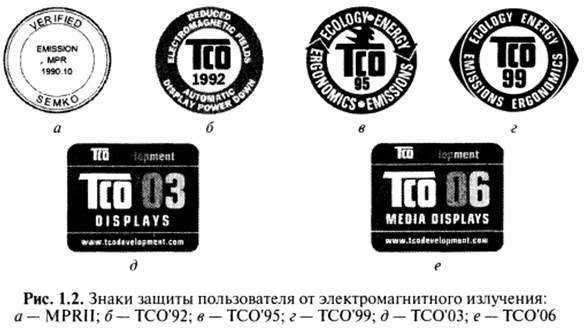 VERIFIED
EMISSION
MPR
1990:10
SEMKO
а
REDUCED
ELECTROMAGNETIC FIELDS
TCO
1992
AUTOMATIC
DISPLAY POWER DOWN
б
ECOLOGY • ENERGY
TCO
95
ERGONOMICS • EMISSIONS
в
ECOLOGY ENERGY
TCO
99
EMISSIONS ERGONOMICS
г
TCO
TCO 03
DISPLAYS
www.tcodevelopment.com
д
TCO
TCO 06
MEDIA DISPLAYS
www.tcodevelopment.com
е
Рис. 1.2. Знаки защиты пользователя от электромагнитного излучения:
а — MPRII; б — TCO'92; в — TCO'95; г — TCO'99; д — TCO'03; е — TCO'06